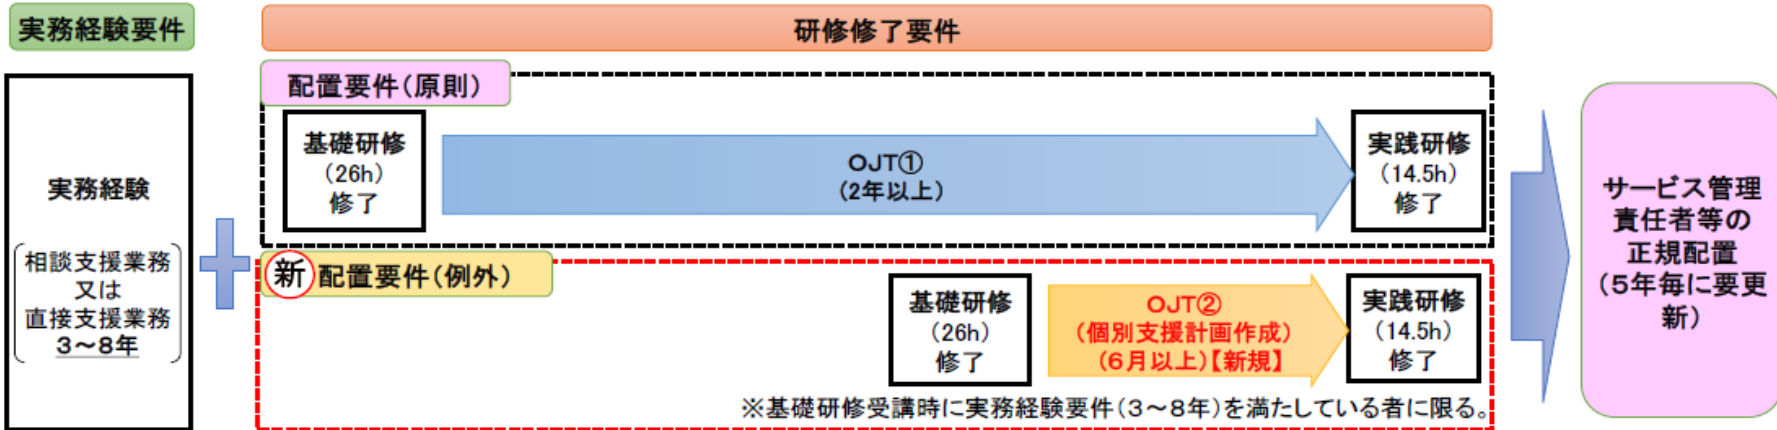 実務経験要件
研修修了要件
実務経験
相談支援業務
又は
直接支援業務
3～8年
配置要件(原則)
基礎研修
(26h)
修了
OJT①
(2年以上)
実践研修
(14.5h)
修了
新 配置要件(例外)
基礎研修
(26h)
修了
OJT②
(個別支援計画作成)
(6月以上)【新規】
実践研修
(14.5h)
修了
※基礎研修受講時に実務経験要件(3～8年)を満たしている者に限る。
サービス管理
責任者等の
正規配置
(5年毎に要更
新)